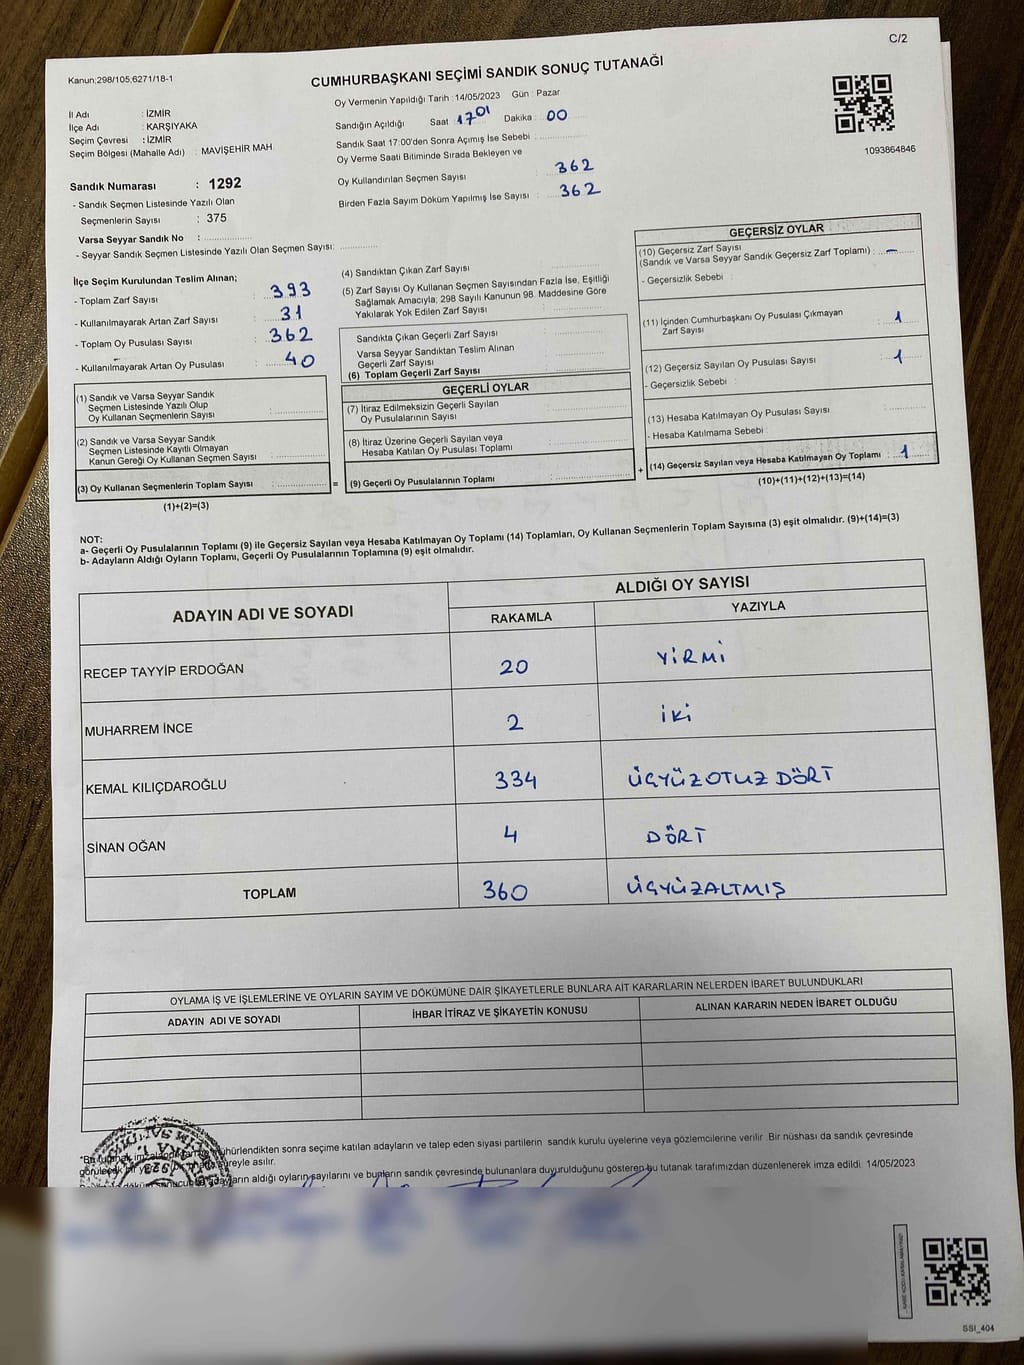 C/2
Kanun;298/105,6271/18-1
CUMHURBAŞKANI SEÇİMİ SANDIK SONUÇ TUTANAĞI
İl Adı : İZMİR
İlçe Adı : KARŞIYAKA
Seçim Çevresi : İZMİR
Seçim Bölgesi (Mahalle Adı) : MAVİŞEHİR MAH.
Sandık Numarası : 1292
- Sandık Seçmen Listesinde Yazılı Olan
Seçmenlerin Sayısı : 375
Varsa Seyyar Sandık No :
- Seyyar Sandık Seçmen Listesinde Yazılı Olan Seçmen Sayısı:
Oy Vermenin Yapıldığı Tarih :14/05/2023 Gün : Pazar
Sandığın Açıldığı Saat 1701 Dakika : 00
Sandık Saat 17:00'den Sonra Açımış İse Sebebi :
Oy Verme Saati Bitiminde Sırada Bekleyen ve
Oy Kullandırılan Seçmen Sayısı : 362
Birden Fazla Sayım Döküm Yapılmış İse Sayısı : 362
1093864846
İlçe Seçim Kurulundan Teslim Alınan;
- Toplam Zarf Sayısı : 393
- Kullanılmayarak Artan Zarf Sayısı : 31
- Toplam Oy Pusulası Sayısı : 362
- Kullanılmayarak Artan Oy Pusulası : 40
(1) Sandık ve Varsa Seyyar Sandık
Seçmen Listesinde Yazılı Olup
Oy Kullanan Seçmenlerin Sayısı :
(2) Sandık ve Varsa Seyyar Sandık
Seçmen Listesinde Kayıtlı Olmayan
Kanun Gereği Oy Kullanan Seçmen Sayısı :
(3) Oy Kullanan Seçmenlerin Toplam Sayısı :
(1)+(2)=(3)
(4) Sandıktan Çıkan Zarf Sayısı
(5) Zarf Sayısı Oy Kullanan Seçmen Sayısından Fazla İse, Eşitliği
Sağlamak Amacıyla; 298 Sayılı Kanunun 98. Maddesine Göre
Yakılarak Yok Edilen Zarf Sayısı :
Sandıkta Çıkan Geçerli Zarf Sayısı :
Varsa Seyyar Sandıktan Teslim Alınan
Geçerli Zarf Sayısı :
(6) Toplam Geçerli Zarf Sayısı
GEÇERLİ OYLAR
(7) İtiraz Edilmeksizin Geçerli Sayılan
Oy Pusulalarının Sayısı :
(8) İtiraz Üzerine Geçerli Sayılan veya
Hesaba Katılan Oy Pusulası Toplamı :
= (9) Geçerli Oy Pusulalarının Toplamı :
GEÇERSİZ OYLAR
(10) Geçersiz Zarf Sayısı
(Sandık ve Varsa Seyyar Sandık Geçersiz Zarf Toplamı) : –
- Geçersizlik Sebebi :
(11) İçinden Cumhurbaşkanı Oy Pusulası Çıkmayan
Zarf Sayısı : 1
(12) Geçersiz Sayılan Oy Pusulası Sayısı : 1
- Geçersizlik Sebebi :
(13) Hesaba Katılmayan Oy Pusulası Sayısı :
- Hesaba Katılmama Sebebi :
+ (14) Geçersiz Sayılan veya Hesaba Katılmayan Oy Toplamı : 1
(10)+(11)+(12)+(13)=(14)
NOT:
a- Geçerli Oy Pusulalarının Toplamı (9) ile Geçersiz Sayılan veya Hesaba Katılmayan Oy Toplamı (14) Toplamları, Oy Kullanan Seçmenlerin Toplam Sayısına (3) eşit olmalıdır. (9)+(14)=(3)
b- Adayların Aldığı Oyların Toplamı, Geçerli Oy Pusulalarının Toplamına (9) eşit olmalıdır.
ADAYIN ADI VE SOYADI
ALDIĞI OY SAYISI
RAKAMLA YAZIYLA
RECEP TAYYİP ERDOĞAN 20 YİRMİ
MUHARREM İNCE 2 İKİ
KEMAL KILIÇDAROĞLU 334 ÜÇYÜZOTUZ DÖRT
SİNAN OĞAN 4 DÖRT
TOPLAM 360 ÜÇYÜZALTMIŞ
OYLAMA İŞ VE İŞLEMLERİNE VE OYLARIN SAYIM VE DÖKÜMÜNE DAİR ŞİKAYETLERLE BUNLARA AİT KARARLARIN NELERDEN İBARET BULUNDUKLARI
ADAYIN ADI VE SOYADI İHBAR İTİRAZ VE ŞİKAYETİN KONUSU ALINAN KARARIN NEDEN İBARET OLDUĞU
sonra seçime katılan adayların ve talep eden siyasi partilerin sandık kurulu üyelerine veya gözlemcilerine verilir. Bir nüshası da sandık çevresinde
süreyle asılır.
aldığı oyların sayılarını ve bunların sandık çevresinde bulunanlara duyurulduğunu gösteren bu tutanak tarafımızdan düzenlenerek imza edildi. 14/05/2023
SSI_404